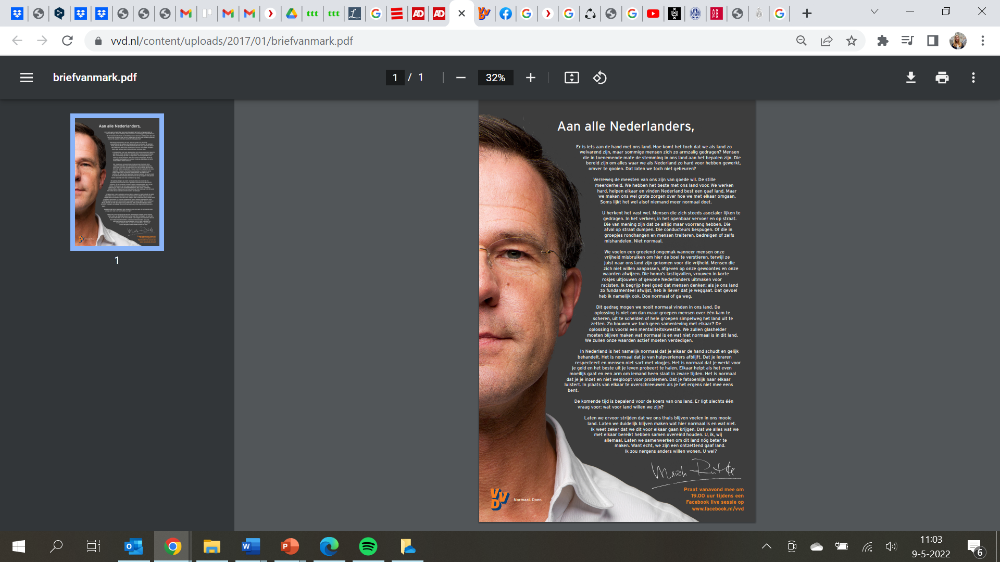 vvd.nl/content/uploads/2017/01/briefvanmark.pdf
briefvanmark.pdf
1 / 1
32%
Aan alle Nederlanders,
1
Aan alle Nederlanders,
Er is iets aan de hand met ons land. Hoe komt het toch dat we als land zo
welvarend zijn, maar sommige mensen zich zo armzalig gedragen? Mensen
die in toenemende mate de stemming in ons land aan het bepalen zijn. Die
bereid zijn om alles waar we als Nederland zo hard voor hebben gewerkt,
omver te gooien. Dat laten we toch niet gebeuren?
Verreweg de meesten van ons zijn van goede wil. De stille
meerderheid. We hebben het beste met ons land voor. We werken
hard, helpen elkaar en vinden Nederland best een gaaf land. Maar
we maken ons wel grote zorgen over hoe we met elkaar omgaan.
Soms lijkt het wel alsof niemand meer normaal doet.
U herkent het vast wel. Mensen die zich steeds asocialer lijken te
gedragen. In het verkeer, in het openbaar vervoer en op straat.
Die van mening zijn dat ze altijd maar voorrang hebben. Die
afval op straat dumpen. Die conducteurs bespugen. Of die in
groepjes rondhangen en mensen treiteren, bedreigen of zelfs
mishandelen. Niet normaal.
We voelen een groeiend ongemak wanneer mensen onze
vrijheid misbruiken om hier de boel te verstieren, terwijl ze
juist naar ons land zijn gekomen voor die vrijheid. Mensen die
zich niet willen aanpassen, afgeven op onze gewoontes en onze
waarden afwijzen. Die homo's lastigvallen, vrouwen in korte
rokjes uitjouwen of gewone Nederlanders uitmaken voor
racisten. Ik begrijp heel goed dat mensen denken: als je ons land
zo fundamenteel afwijst, heb ik liever dat je weggaat. Dat gevoel
heb ik namelijk ook. Doe normaal of ga weg.
Dit gedrag mogen we nooit normaal vinden in ons land. De
oplossing is niet om dan maar groepen mensen over één kam te
scheren, uit te schelden of hele groepen simpelweg het land uit te
zetten. Zo bouwen we toch geen samenleving met elkaar? De
oplossing is vooral een mentaliteitskwestie. We zullen glashelder
moeten blijven maken wat normaal is en wat niet normaal is in dit land.
We zullen onze waarden actief moeten verdedigen.
In Nederland is het namelijk normaal dat je elkaar de hand schudt en gelijk
behandelt. Het is normaal dat je van hulpverleners afblijft. Dat je leraren
respecteert en mensen niet sart met vlogjes. Het is normaal dat je werkt voor
je geld en het beste uit je leven probeert te halen. Elkaar helpt als het even
moeilijk gaat en een arm om iemand heen slaat in zware tijden. Het is normaal
dat je je inzet en niet wegloopt voor problemen. Dat je fatsoenlijk naar elkaar
luistert. In plaats van elkaar te overschreeuwen als je het ergens niet mee eens
bent.
De komende tijd is bepalend voor de koers van ons land. Er ligt slechts één
vraag voor: wat voor land willen we zijn?
Laten we ervoor strijden dat we ons thuis blijven voelen in ons mooie
land. Laten we duidelijk blijven maken wat hier normaal is en wat niet.
Ik weet zeker dat we dit voor elkaar gaan krijgen. Dat we alles wat we
met elkaar bereikt hebben samen overeind houden. U, ik, wij
allemaal. Laten we samenwerken om dit land nóg beter te
maken. Want echt, we zijn een ontzettend gaaf land.
Ik zou nergens anders willen wonen. U wel?
Mark Rutte
Praat vanavond mee om
19.00 uur tijdens een
Facebook live sessie op
www.facebook.nl/vvd
VVD
Normaal. Doen.
11:03
9-5-2022
6